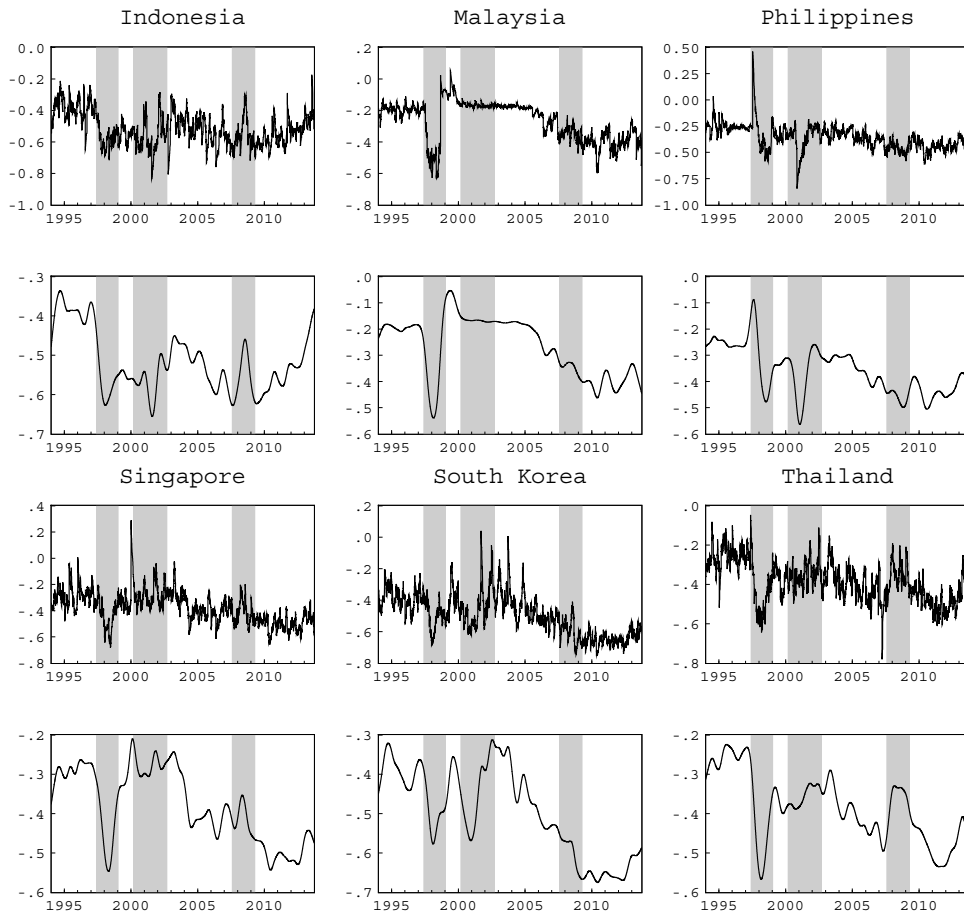 Indonesia Malaysia Philippines
0.0 .2 0.50
-0.2 .0 0.25
-0.4 -.2 0.00
-0.6 -.4 -0.25
-0.8 -.6 -0.50
-1.0 -.8 -0.75
-1.00
1995 2000 2005 2010 1995 2000 2005 2010 1995 2000 2005 2010
-.3 .0 .0
-.4 -.1 -.1
-.5 -.2 -.2
-.6 -.3 -.3
-.7 -.4 -.4
-.5 -.5
-.6 -.6
1995 2000 2005 2010 1995 2000 2005 2010 1995 2000 2005 2010
Singapore South Korea Thailand
.4 .2 .0
.2 .0 -.2
.0 -.2 -.4
-.2 -.4 -.6
-.4 -.6 -.8
-.6 -.8
-.8
1995 2000 2005 2010 1995 2000 2005 2010 1995 2000 2005 2010
-.2 -.3 -.2
-.3 -.4 -.3
-.4 -.5 -.4
-.5 -.6 -.5
-.6 -.7 -.6
1995 2000 2005 2010 1995 2000 2005 2010 1995 2000 2005 2010